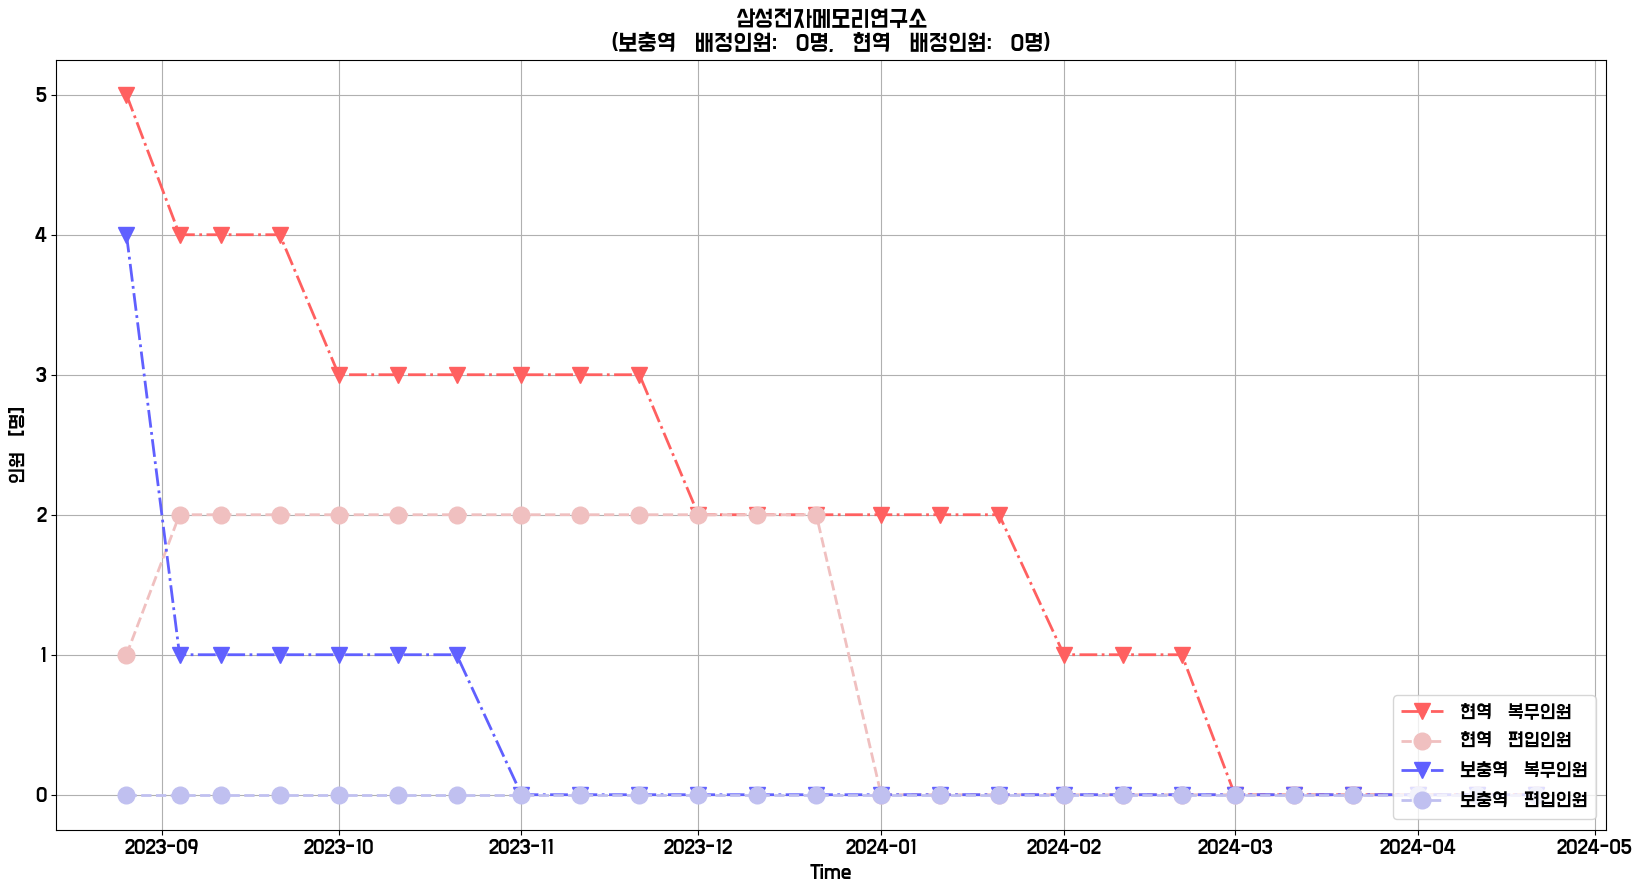 삼성전자메모리연구소
(보충역 배정인원: 0명, 현역 배정인원: 0명)
인원 [명]
5
4
3
2
1
0
현역 복무인원
현역 편입인원
보충역 복무인원
보충역 편입인원
2023-09 2023-10 2023-11 2023-12 2024-01 2024-02 2024-03 2024-04 2024-05
Time